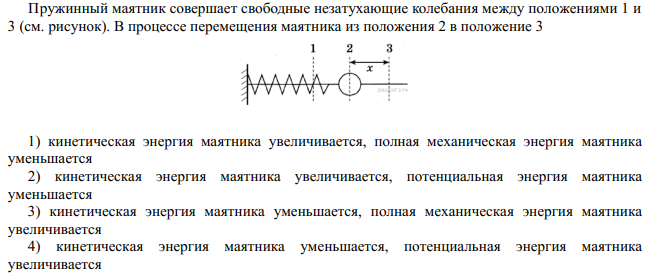 Пружинный маятник совершает свободные незатухающие колебания между положениями 1 и
3 (см. рисунок). В процессе перемещения маятника из положения 2 в положение 3
1 2 3
x
1) кинетическая энергия маятника увеличивается, полная механическая энергия маятника
уменьшается
2) кинетическая энергия маятника увеличивается, потенциальная энергия маятника
уменьшается
3) кинетическая энергия маятника уменьшается, полная механическая энергия маятника
увеличивается
4) кинетическая энергия маятника уменьшается, потенциальная энергия маятника
увеличивается